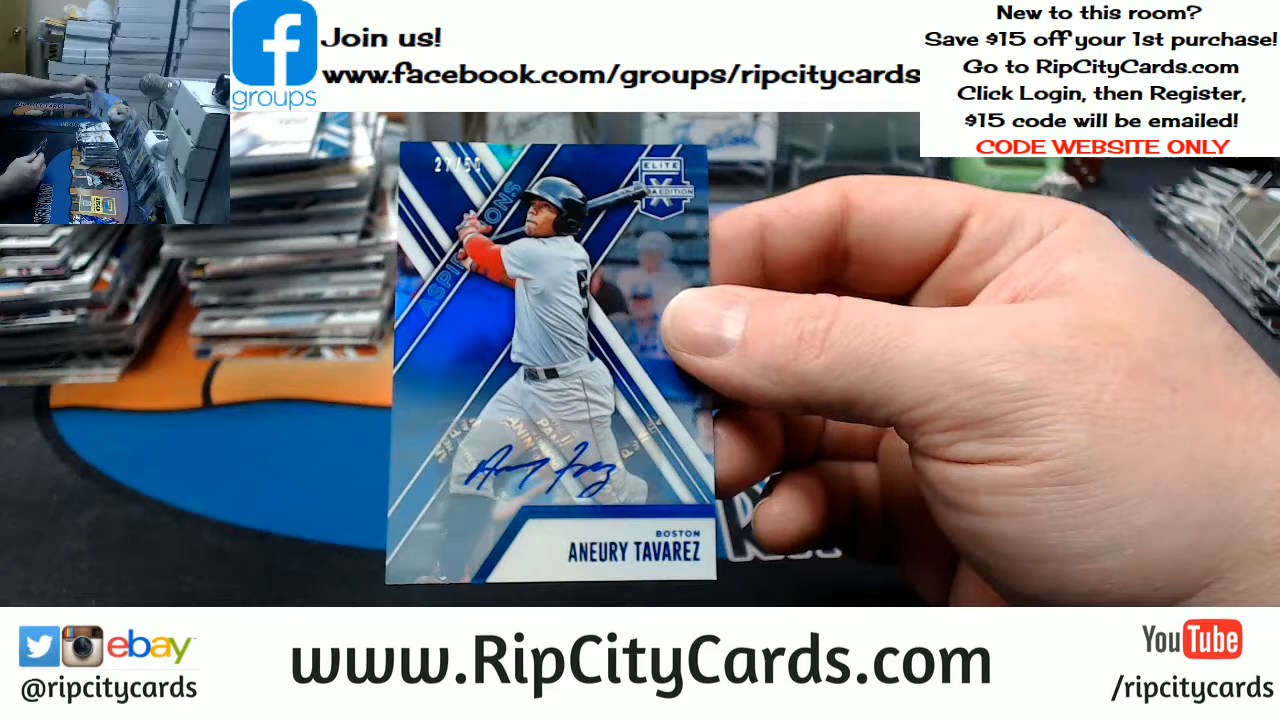 groups
Join us!
www.facebook.com/groups/ripcitycards
New to this room?
Save $15 off your 1st purchase!
Go to RipCityCards.com
Click Login, then Register,
$15 code will be emailed!
CODE WEBSITE ONLY
ELITE
X
BOSTON
ANEURY TAVAREZ
ebay
@ripcitycards
www.RipCityCards.com
YouTube
/ripcitycards